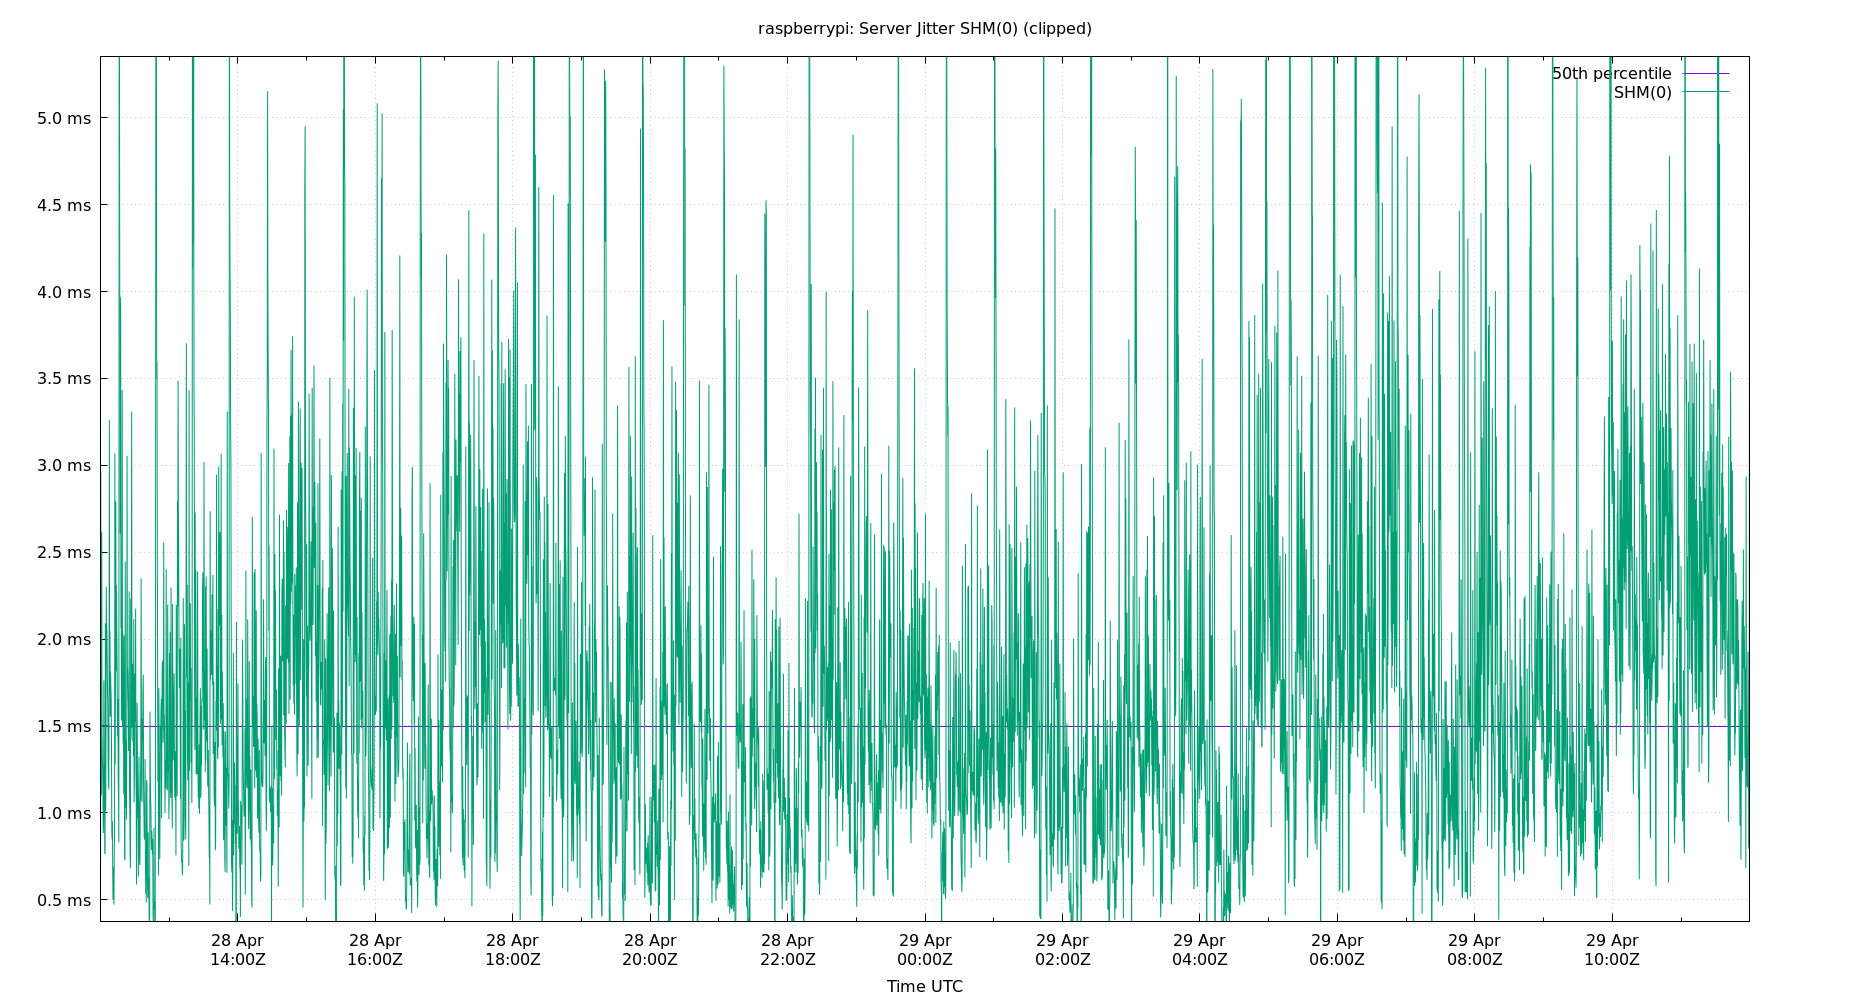 raspberrypi: Server Jitter SHM(0) (clipped)
50th percentile
SHM(0)
5.0 ms
4.5 ms
4.0 ms
3.5 ms
3.0 ms
2.5 ms
2.0 ms
1.5 ms
1.0 ms
0.5 ms
28 Apr 28 Apr 28 Apr 28 Apr 28 Apr 29 Apr 29 Apr 29 Apr 29 Apr 29 Apr 29 Apr
14:00Z 16:00Z 18:00Z 20:00Z 22:00Z 00:00Z 02:00Z 04:00Z 06:00Z 08:00Z 10:00Z
Time UTC